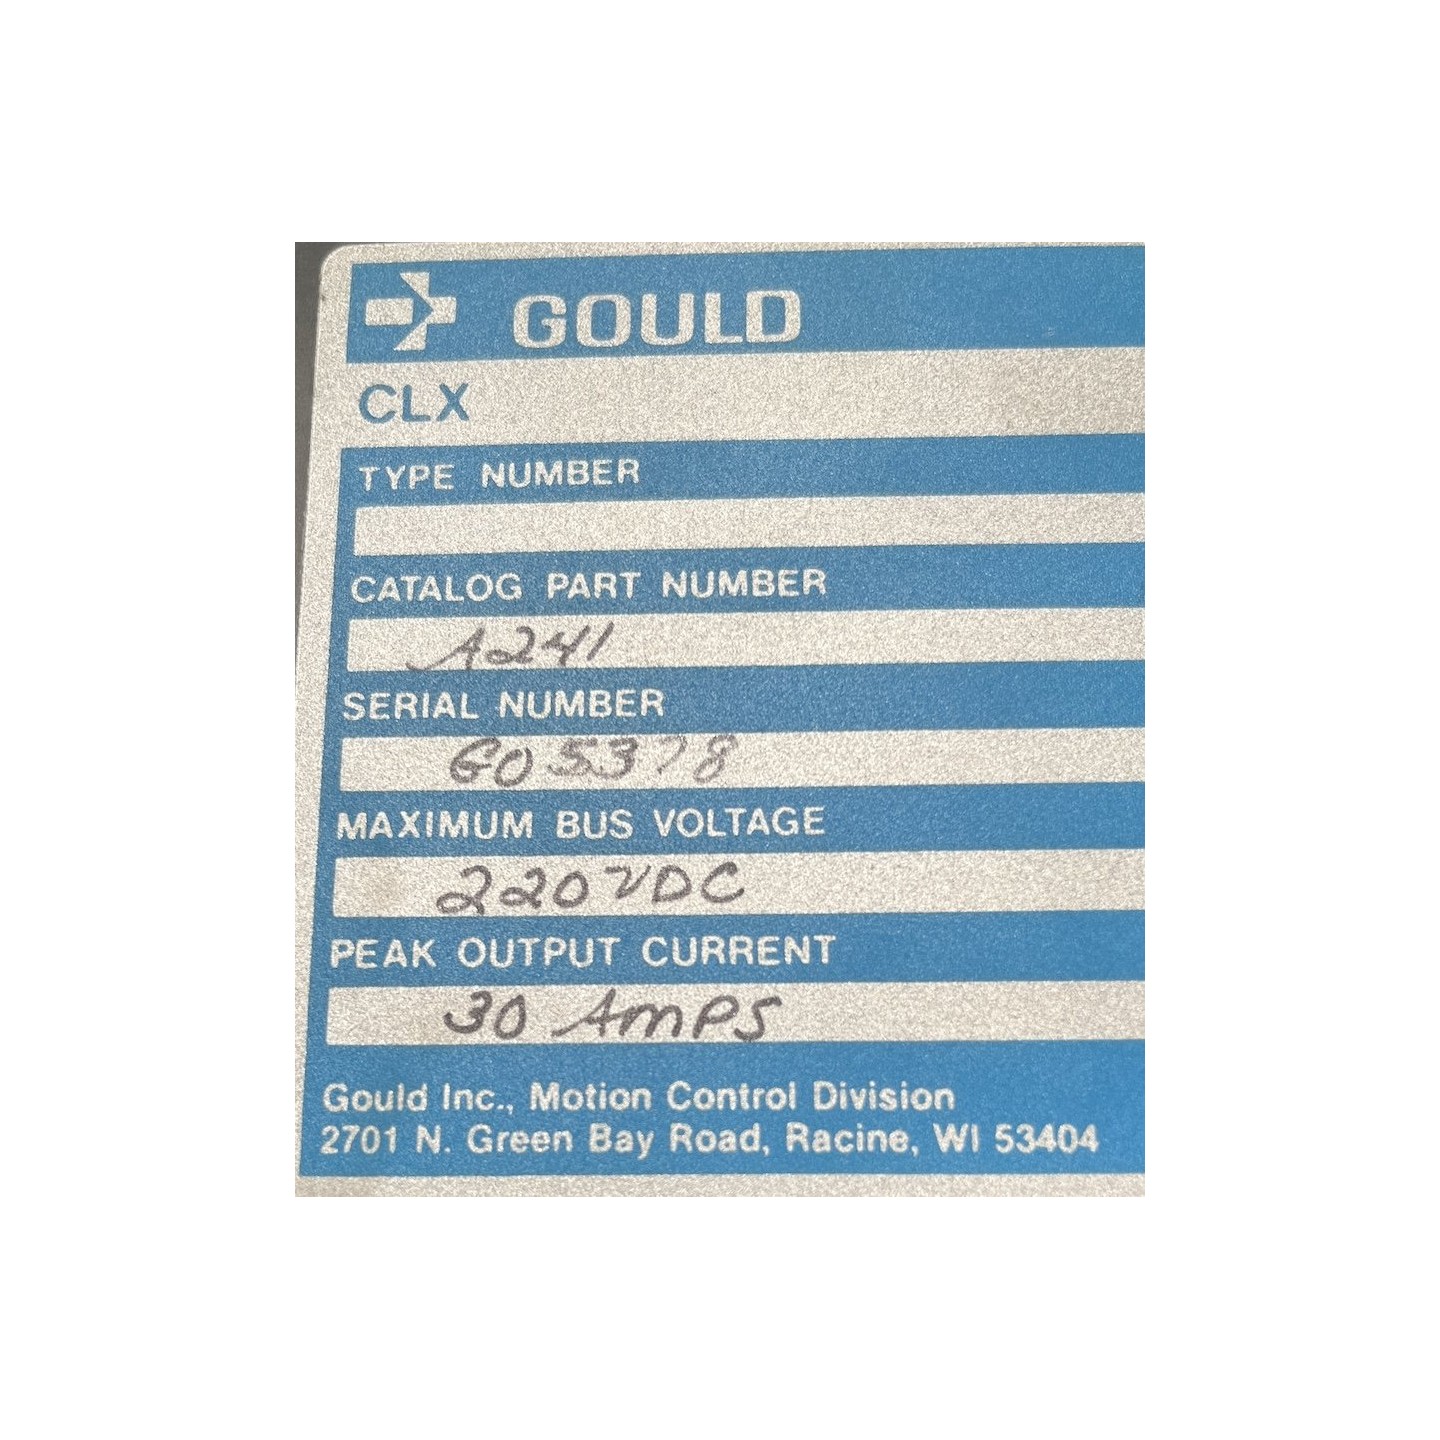 GOULD
CLX
TYPE NUMBER
CATALOG PART NUMBER
A241
SERIAL NUMBER
G05378
MAXIMUM BUS VOLTAGE
220VDC
PEAK OUTPUT CURRENT
30 AMPS
Gould Inc., Motion Control Division
2701 N. Green Bay Road, Racine, WI 53404